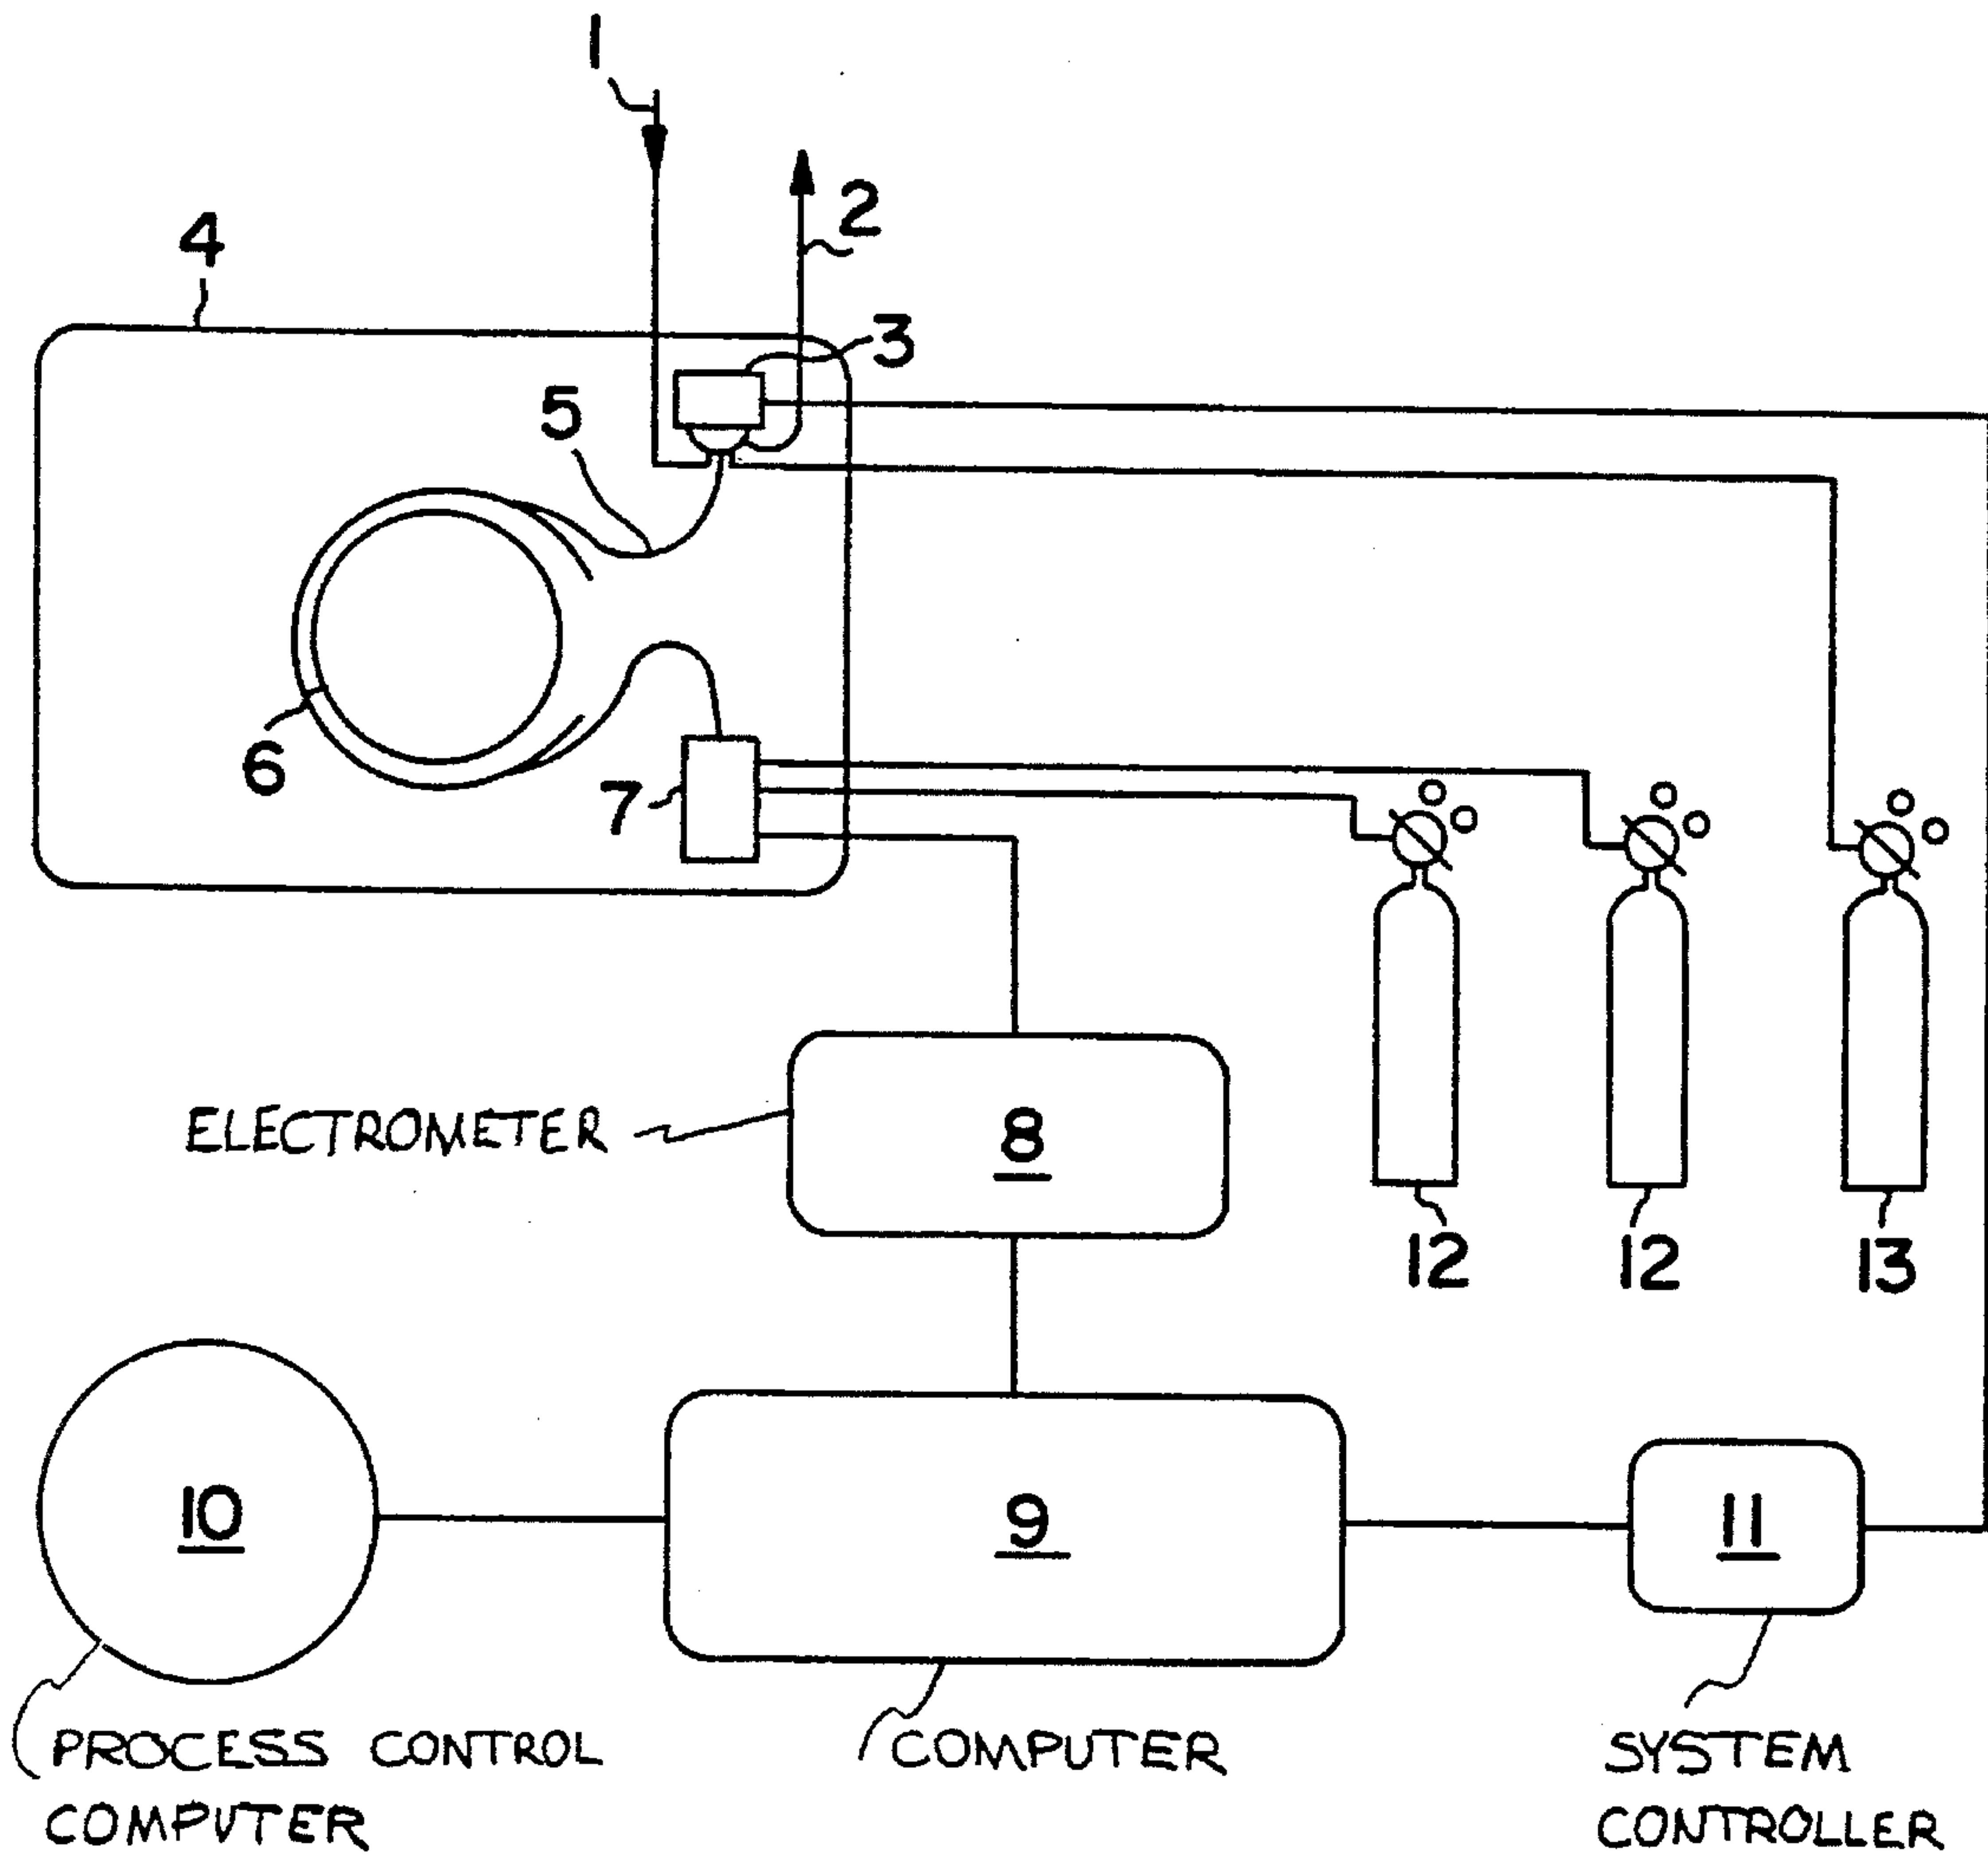 1
2
4
3
5
6
7
ELECTROMETER
8
12
12
13
10
9
11
PROCESS CONTROL
COMPUTER
COMPUTER
SYSTEM
CONTROLLER